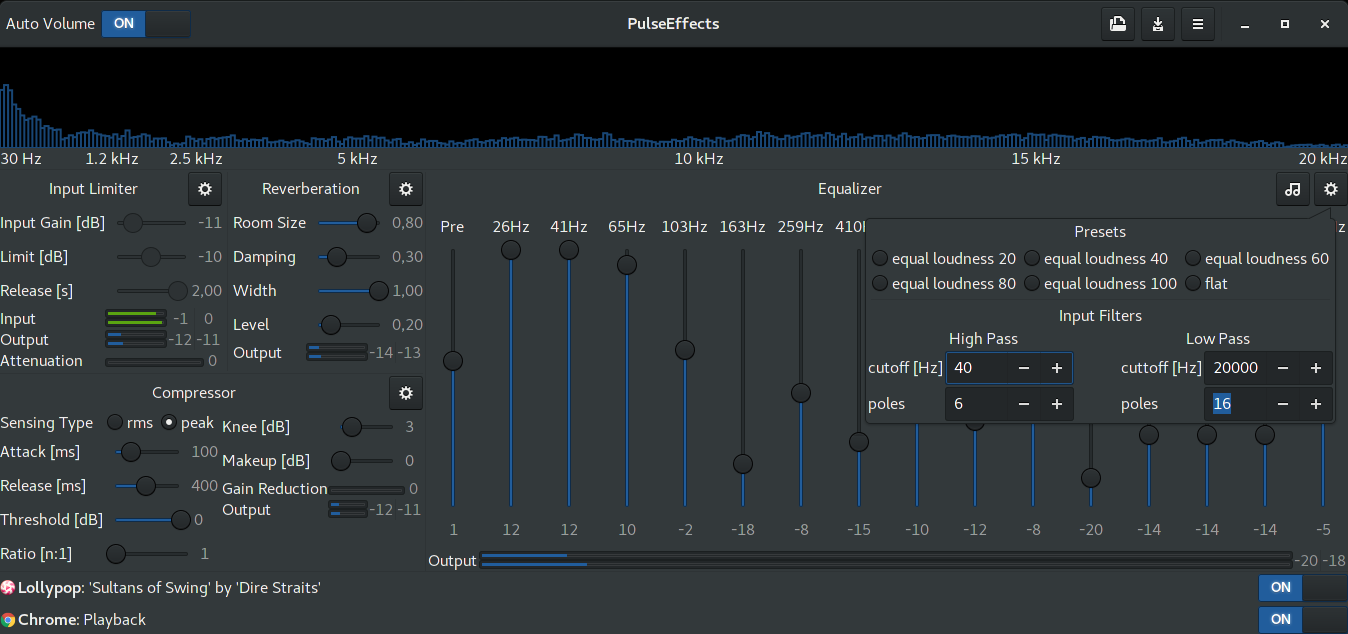 Auto Volume ON PulseEffects
30 Hz 1.2 kHz 2.5 kHz 5 kHz 10 kHz 15 kHz 20 kHz
Input Limiter
Input Gain [dB] -11
Limit [dB] -10
Release [s] 2,00
Input -1 0
Output -12 -11
Attenuation 0
Reverberation
Room Size 0,80
Damping 0,30
Width 1,00
Level 0,20
Output -14 -13
Compressor
Sensing Type rms peak
Attack [ms] 100
Release [ms] 400
Threshold [dB] 0
Ratio [n:1] 1
Knee [dB] 3
Makeup [dB] 0
Gain Reduction 0
Output -12 -11
Equalizer
Pre 26Hz 41Hz 65Hz 103Hz 163Hz 259Hz 410
Presets
equal loudness 20 equal loudness 40 equal loudness 60
equal loudness 80 equal loudness 100 flat
Input Filters
High Pass Low Pass
cutoff [Hz] 40 − + cuttoff [Hz] 20000 − +
poles 6 − + poles 16 − +
1 12 12 10 -2 -18 -8 -15 -10 -12 -8 -20 -14 -14 -14 -5
Output -20 -18
Lollypop: 'Sultans of Swing' by 'Dire Straits' ON
Chrome: Playback ON